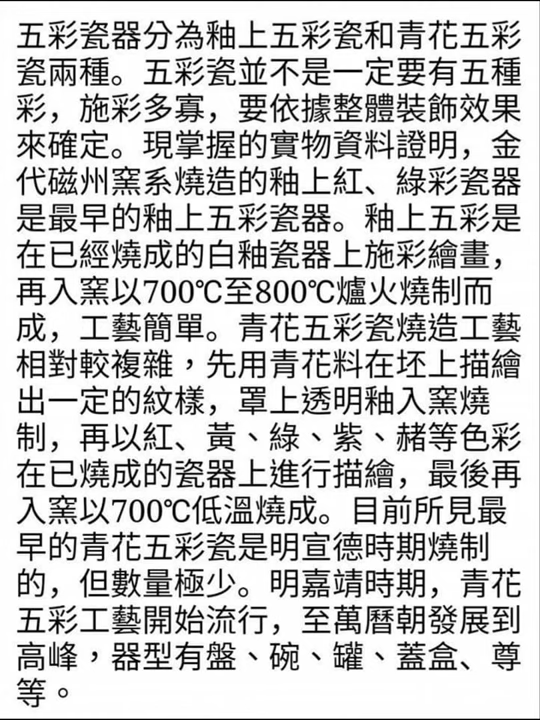 五彩瓷器分為釉上五彩瓷和青花五彩
瓷兩種。五彩瓷並不是一定要有五種
彩，施彩多寡，要依據整體裝飾效果
來確定。現掌握的實物資料證明，金
代磁州窯系燒造的釉上紅、綠彩瓷器
是最早的釉上五彩瓷器。釉上五彩是
在已經燒成的白釉瓷器上施彩繪畫，
再入窯以700℃至800℃爐火燒制而
成，工藝簡單。青花五彩瓷燒造工藝
相對較複雜，先用青花料在坯上描繪
出一定的紋樣，罩上透明釉入窯燒
制，再以紅、黃、綠、紫、赭等色彩
在已燒成的瓷器上進行描繪，最後再
入窯以700℃低溫燒成。目前所見最
早的青花五彩瓷是明宣德時期燒制
的，但數量極少。明嘉靖時期，青花
五彩工藝開始流行，至萬曆朝發展到
高峰，器型有盤、碗、罐、蓋盒、尊
等。